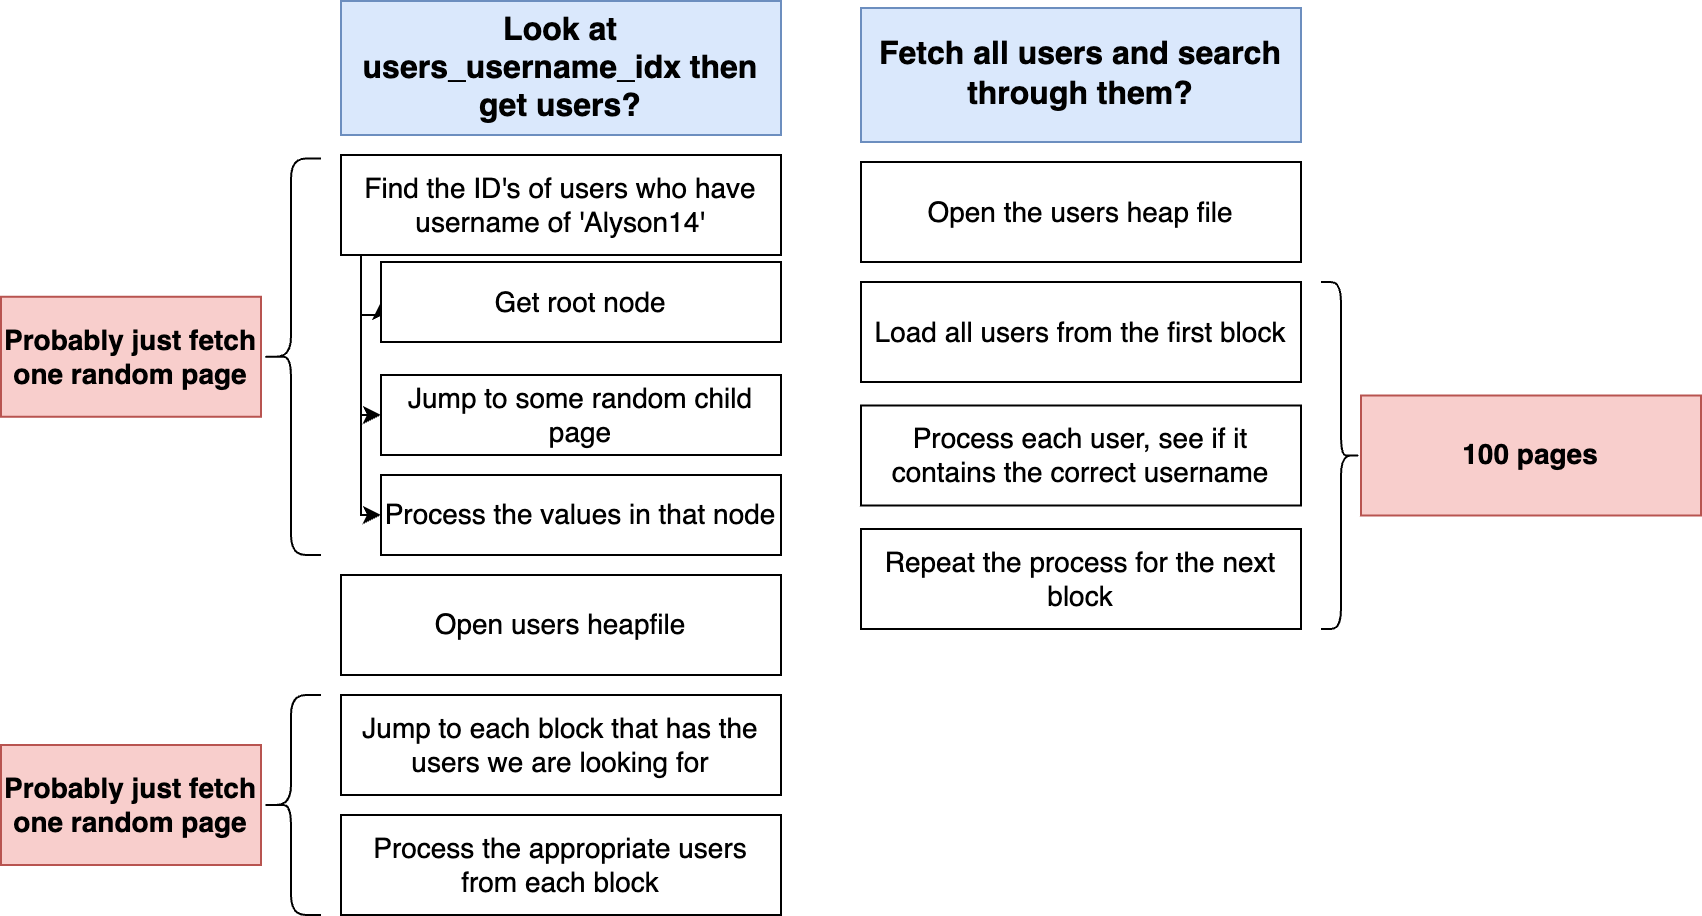 Look at
users_username_idx then
get users?
Find the ID's of users who have
username of 'Alyson14'
Get root node
Jump to some random child
page
Process the values in that node
Probably just fetch
one random page
Open users heapfile
Jump to each block that has the
users we are looking for
Process the appropriate users
from each block
Probably just fetch
one random page
Fetch all users and search
through them?
Open the users heap file
Load all users from the first block
Process each user, see if it
contains the correct username
Repeat the process for the next
block
100 pages